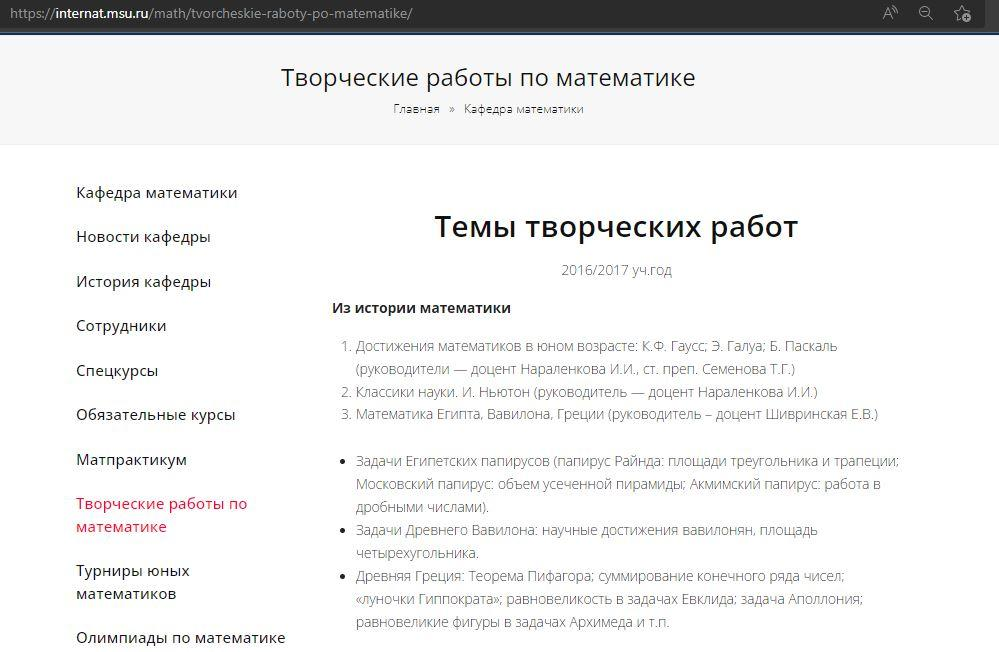 https://internat.msu.ru/math/tvorcheskie-raboty-po-matematike/
Творческие работы по математике
Главная » Кафедра математики
Кафедра математики
Новости кафедры
История кафедры
Сотрудники
Спецкурсы
Обязательные курсы
Матпрактикум
Творческие работы по
математике
Турниры юных
математиков
Олимпиады по математике
Темы творческих работ
2016/2017 уч.год
Из истории математики
1. Достижения математиков в юном возрасте: К.Ф. Гаусс; Э. Галуа; Б. Паскаль
(руководители — доцент Нараленкова И.И., ст. преп. Семенова Т.Г.)
2. Классики науки. И. Ньютон (руководитель — доцент Нараленкова И.И.)
3. Математика Египта, Вавилона, Греции (руководитель – доцент Шивринская Е.В.)
• Задачи Египетских папирусов (папирус Райнда: площади треугольника и трапеции;
Московский папирус: объем усеченной пирамиды; Акмимский папирус: работа в
дробными числами).
• Задачи Древнего Вавилона: научные достижения вавилонян, площадь
четырехугольника.
• Древняя Греция: Теорема Пифагора; суммирование конечного ряда чисел;
«луночки Гиппократа»; равновеликость в задачах Евклида; задача Аполлония;
равновеликие фигуры в задачах Архимеда и т.п.